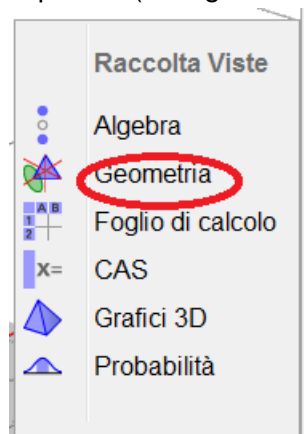 Raccolta Viste
Algebra
Geometria
Foglio di calcolo
CAS
Grafici 3D
Probabilità